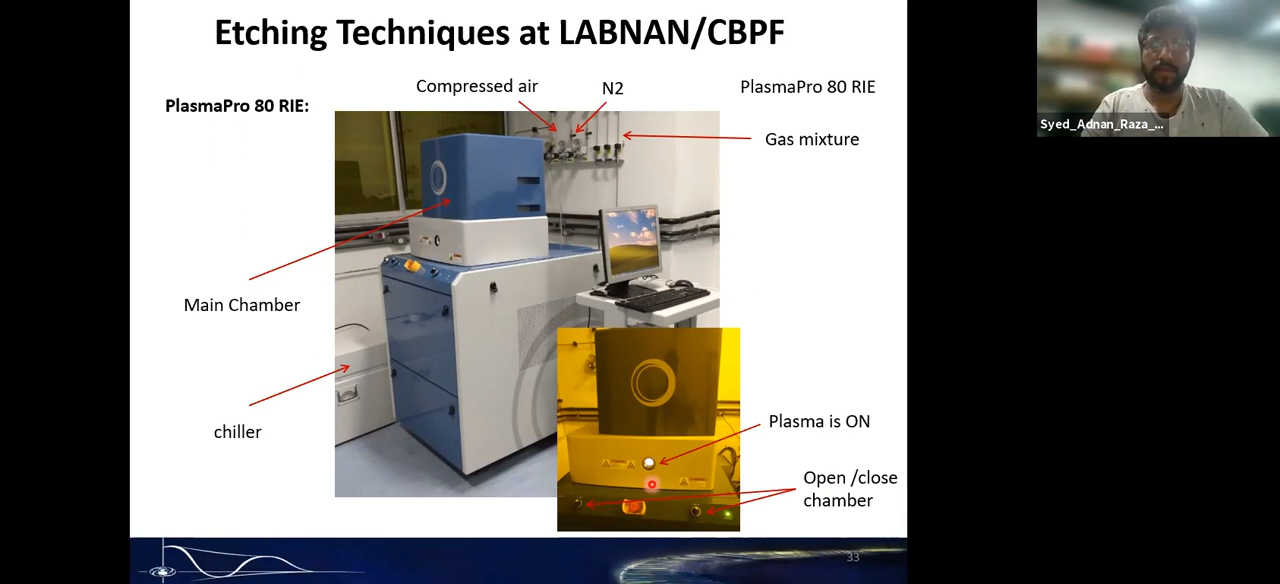 Etching Techniques at LABNAN/CBPF
PlasmaPro 80 RIE:
Compressed air
N2
PlasmaPro 80 RIE
Gas mixture
Main Chamber
chiller
Plasma is ON
Open /close
chamber
33
Syed_Adnan_Raza_...